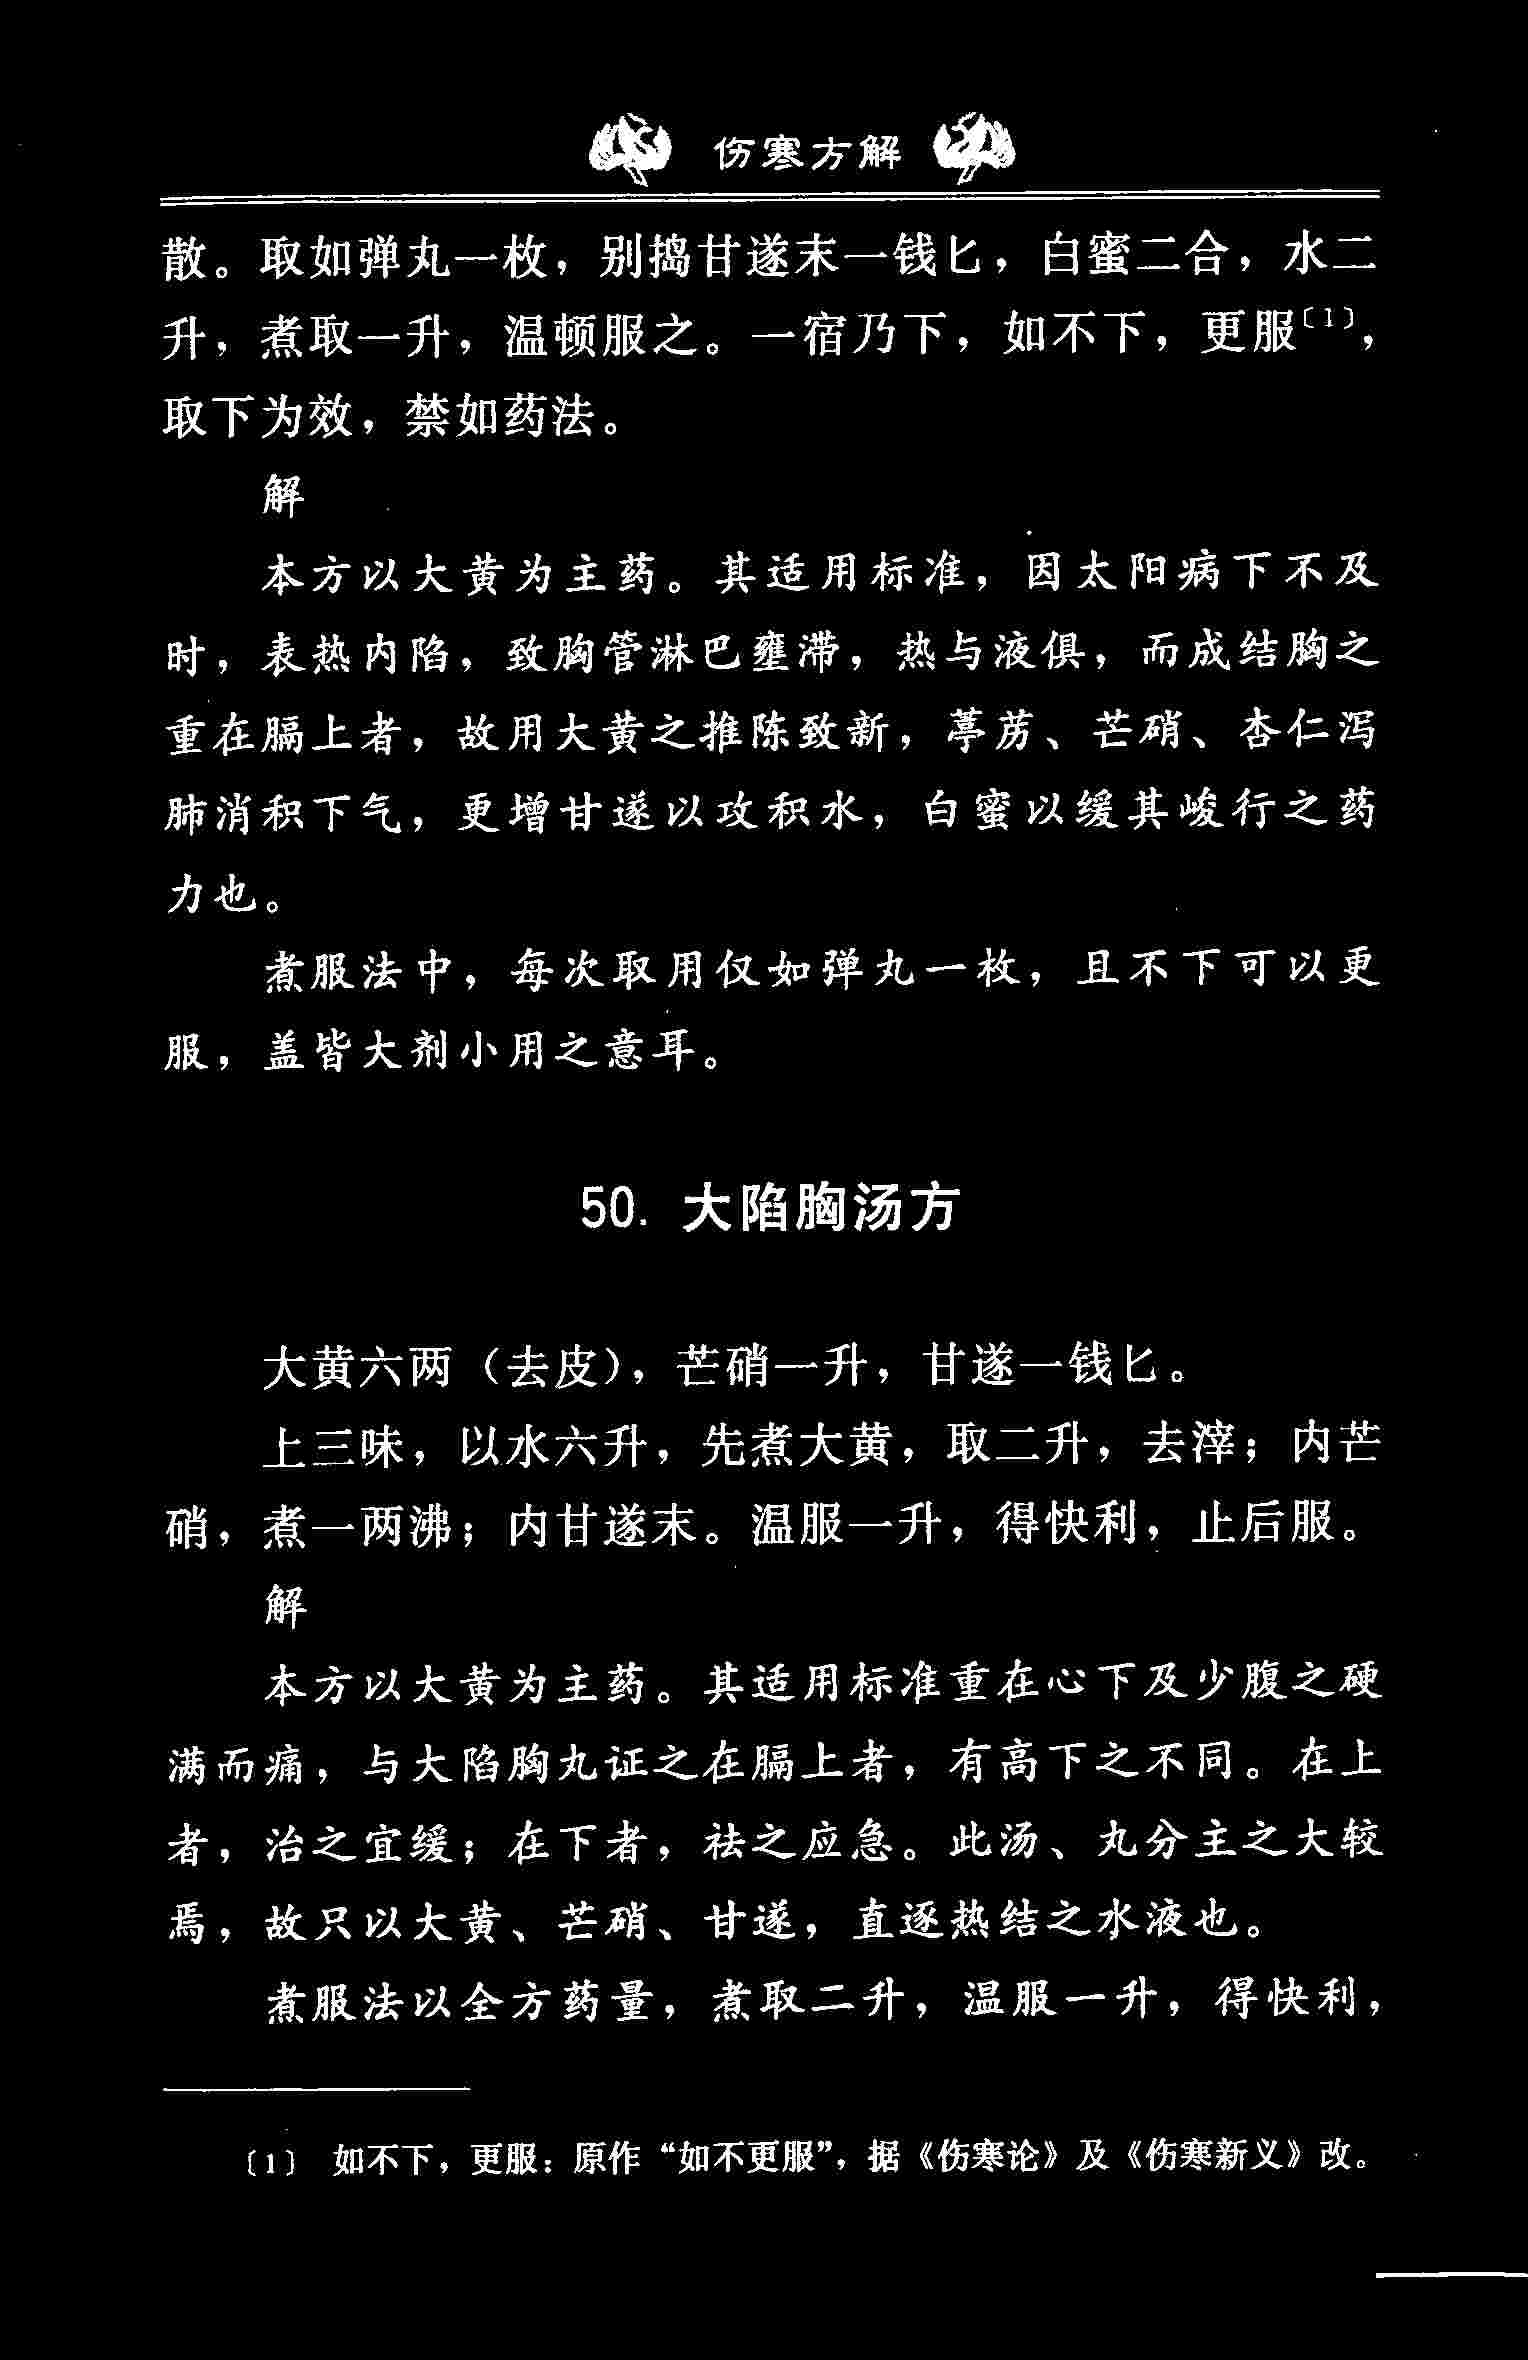 伤寒方解
散。取如弹丸一枚，别捣甘遂末一钱匕，白蜜二合，水二
升，煮取一升，温顿服之。一宿乃下，如不下，更服〔1〕，
取下为效，禁如药法。
解
本方以大黄为主药。其适用标准，因太阳病下不及
时，表热内陷，致胸管淋巴壅滞，热与液俱，而成结胸之
重在膈上者，故用大黄之推陈致新，葶苈、芒硝、杏仁泻
肺消积下气，更增甘遂以攻积水，白蜜以缓其峻行之药
力也。
煮服法中，每次取用仅如弹丸一枚，且不下可以更
服，盖皆大剂小用之意耳。
50. 大陷胸汤方
大黄六两（去皮），芒硝一升，甘遂一钱匕。
上三味，以水六升，先煮大黄，取二升，去滓；内芒
硝，煮一两沸；内甘遂末。温服一升，得快利，止后服。
解
本方以大黄为主药。其适用标准重在心下及少腹之硬
满而痛，与大陷胸丸证之在膈上者，有高下之不同。在上
者，治之宜缓；在下者，祛之应急。此汤、丸分主之大较
焉，故只以大黄、芒硝、甘遂，直逐热结之水液也。
煮服法以全方药量，煮取二升，温服一升，得快利，
〔1〕 如不下，更服：原作“如不更服”，据《伤寒论》及《伤寒新义》改。